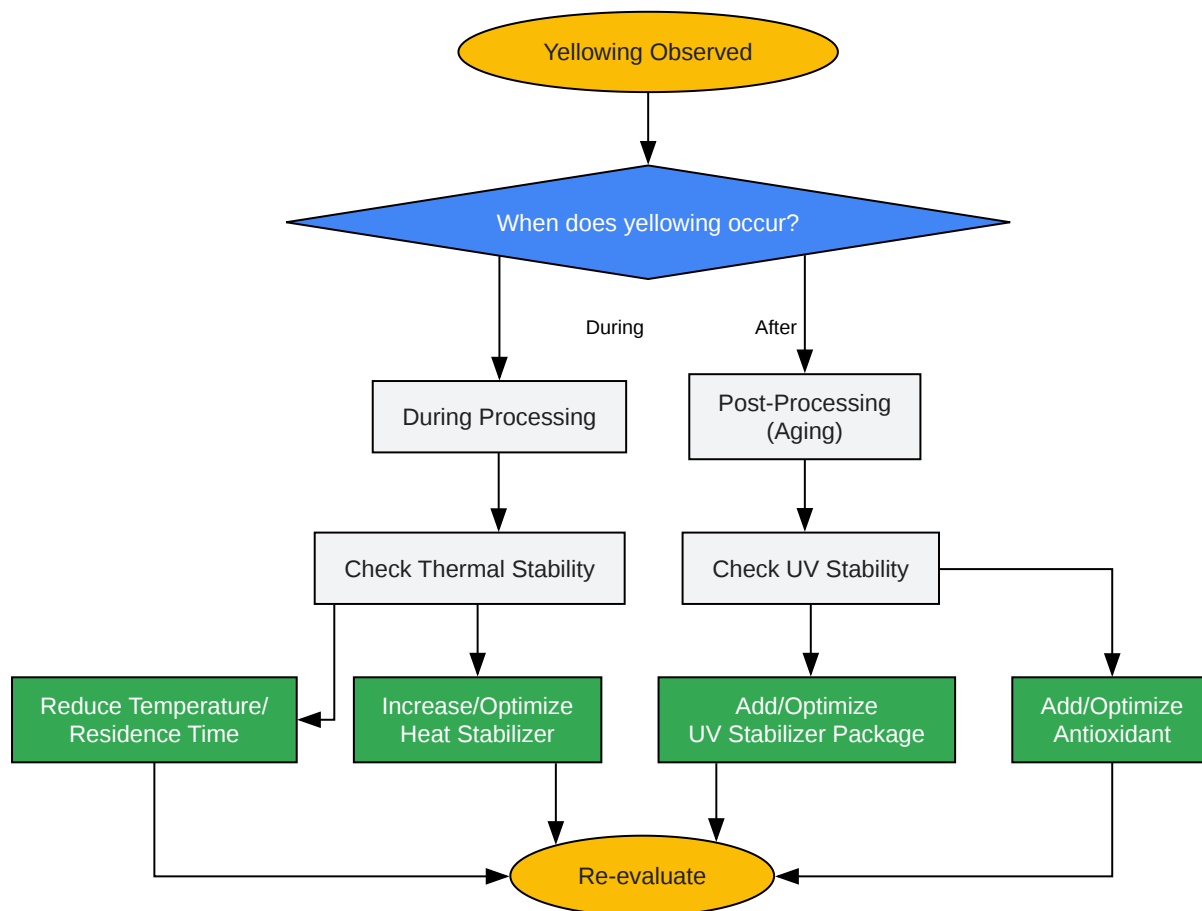 Yellowing Observed
When does yellowing occur?
During
After
During Processing
Post-Processing
(Aging)
Check Thermal Stability
Check UV Stability
Reduce Temperature/
Residence Time
Increase/Optimize
Heat Stabilizer
Add/Optimize
UV Stabilizer Package
Add/Optimize
Antioxidant
Re-evaluate